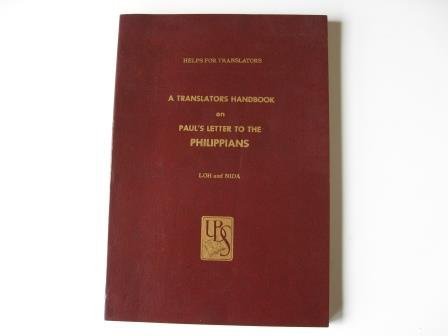 HELPS FOR TRANSLATORS
A TRANSLATORS HANDBOOK
on
PAUL'S LETTER TO THE
PHILIPPIANS
LOH and NIDA
UBS